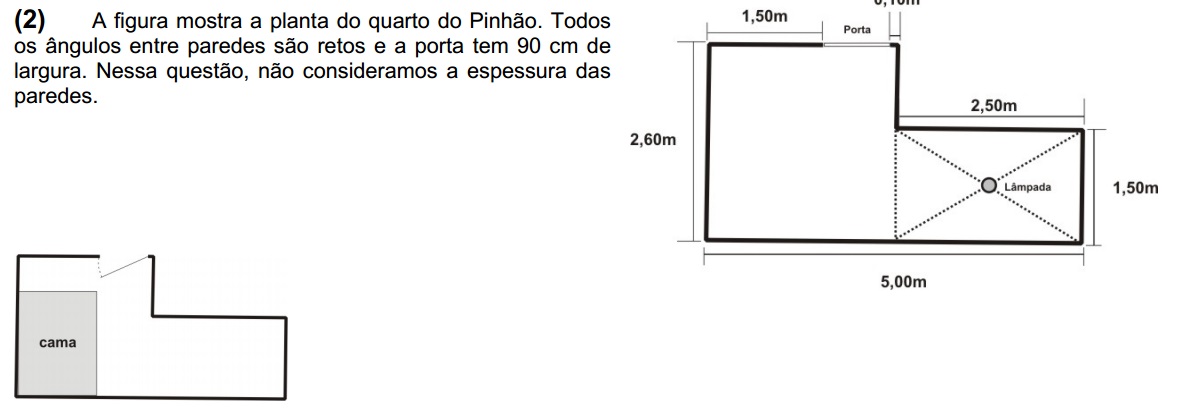 (2) A figura mostra a planta do quarto do Pinhão. Todos
os ângulos entre paredes são retos e a porta tem 90 cm de
largura. Nessa questão, não consideramos a espessura das
paredes.
0,10m
1,50m
Porta
2,50m
2,60m
Lâmpada
1,50m
5,00m
cama